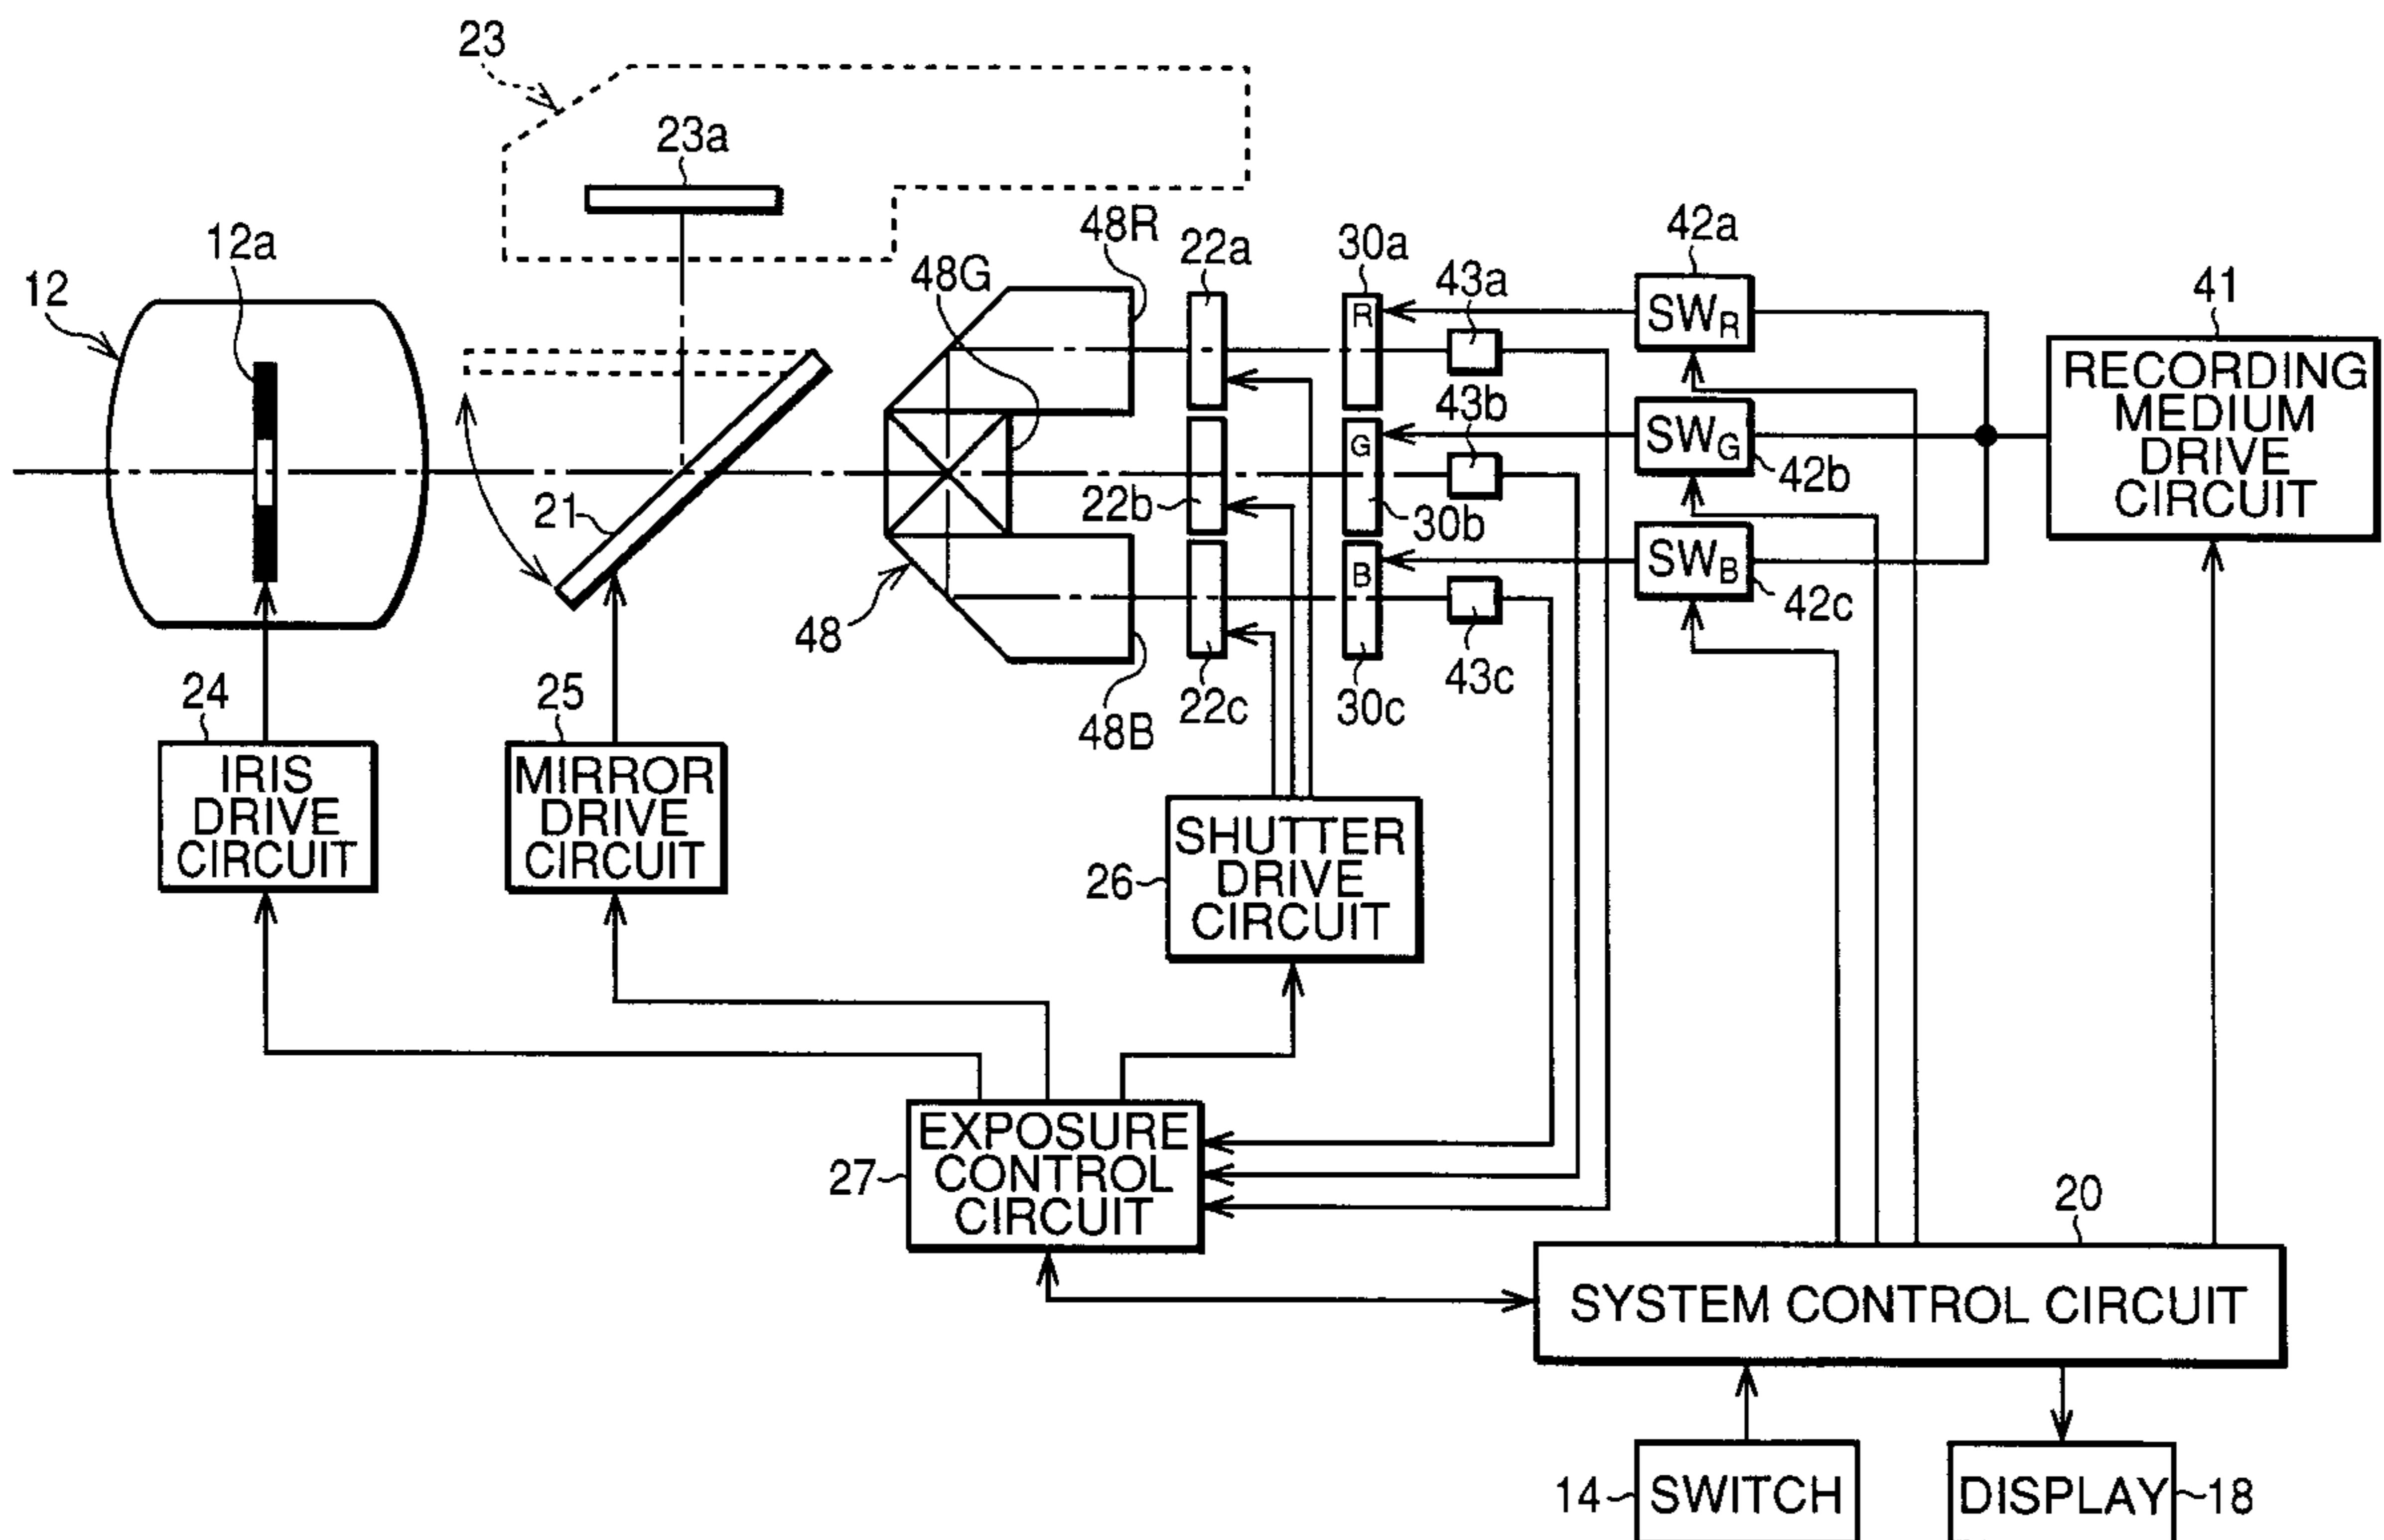 23
23a
48R
12a
22a
30a
42a
12
48G
43a
41
R
SWR
RECORDING
MEDIUM
DRIVE
CIRCUIT
43b
G
SWG
42b
21
22b
30b
B
SWB
42c
48
43c
22c
30c
48B
24
25
IRIS
DRIVE
CIRCUIT
MIRROR
DRIVE
CIRCUIT
26
SHUTTER
DRIVE
CIRCUIT
27
EXPOSURE
CONTROL
CIRCUIT
20
SYSTEM CONTROL CIRCUIT
14
SWITCH
DISPLAY
18